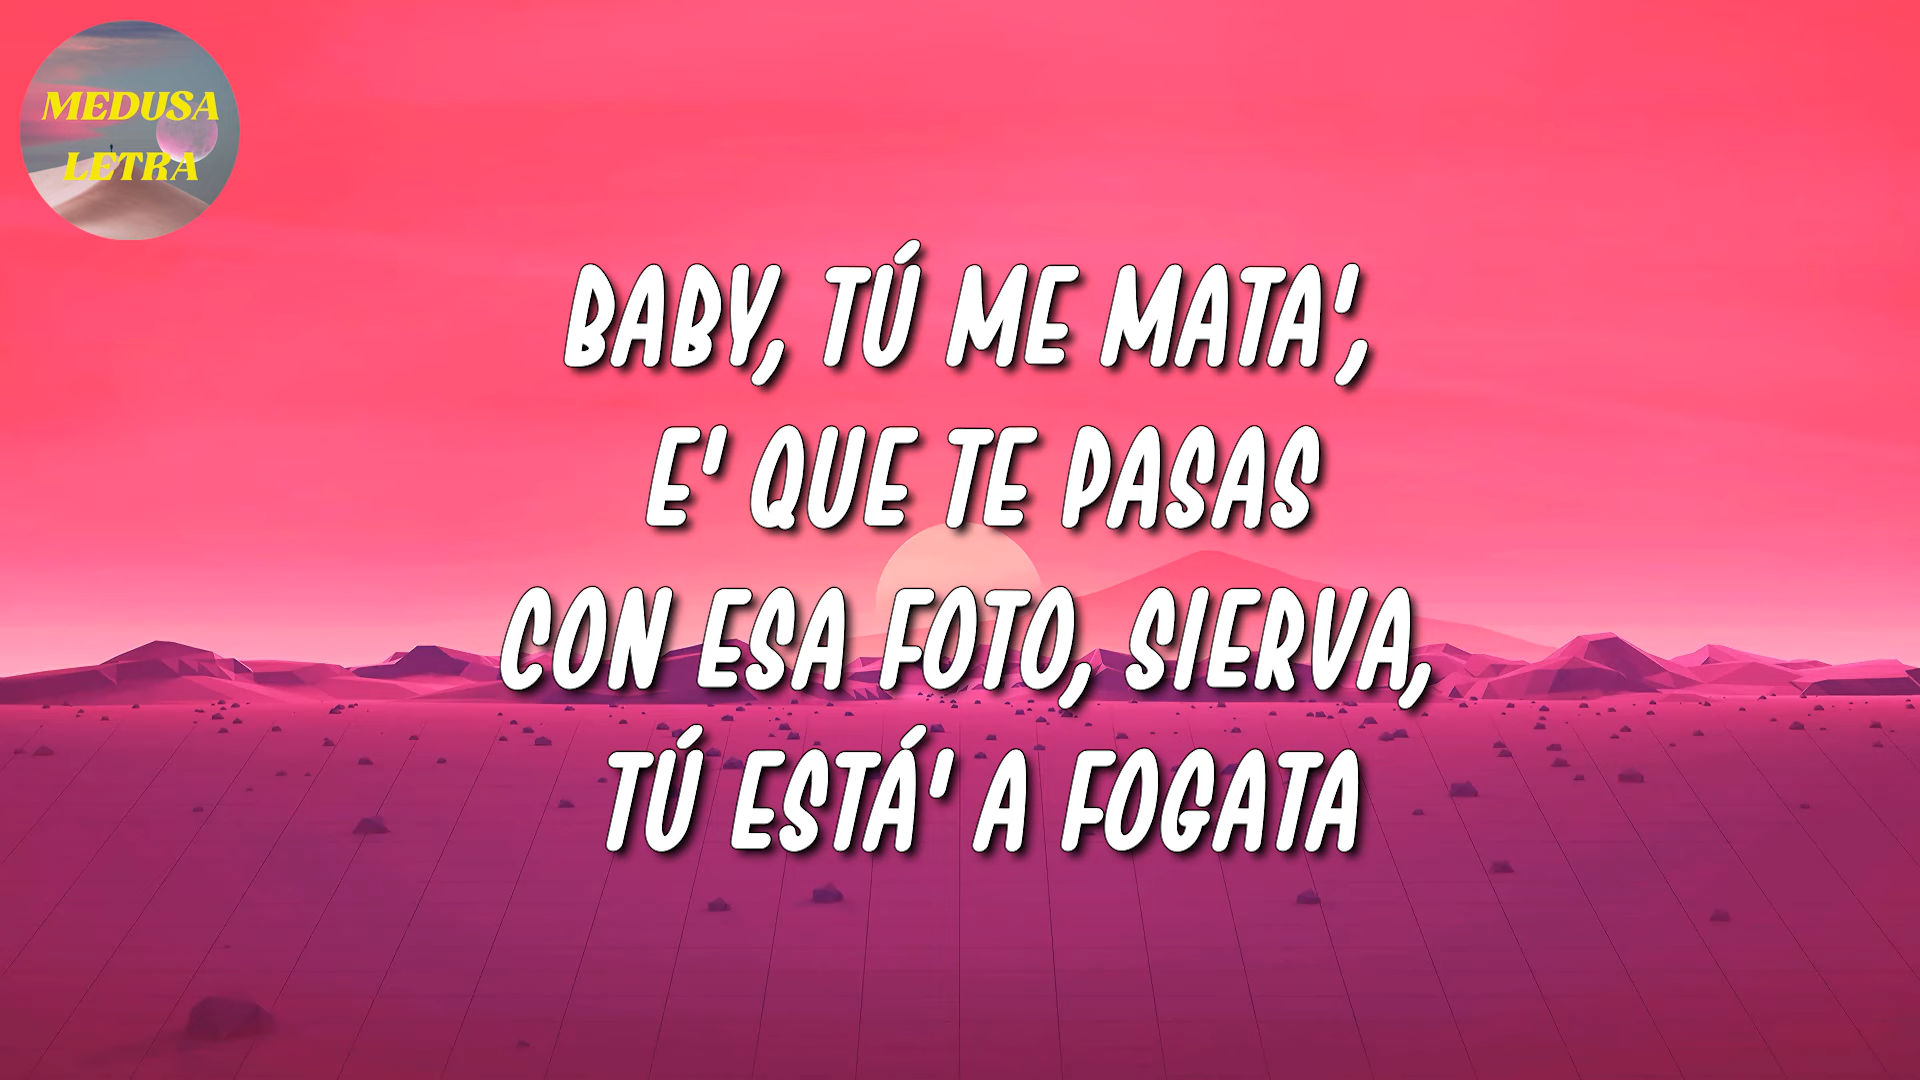 MEDUSA
LETRA
BABY, TÚ ME MATA',
E' QUE TE PASAS
CON ESA FOTO, SIERVA,
TÚ ESTÁ' A FOGATA